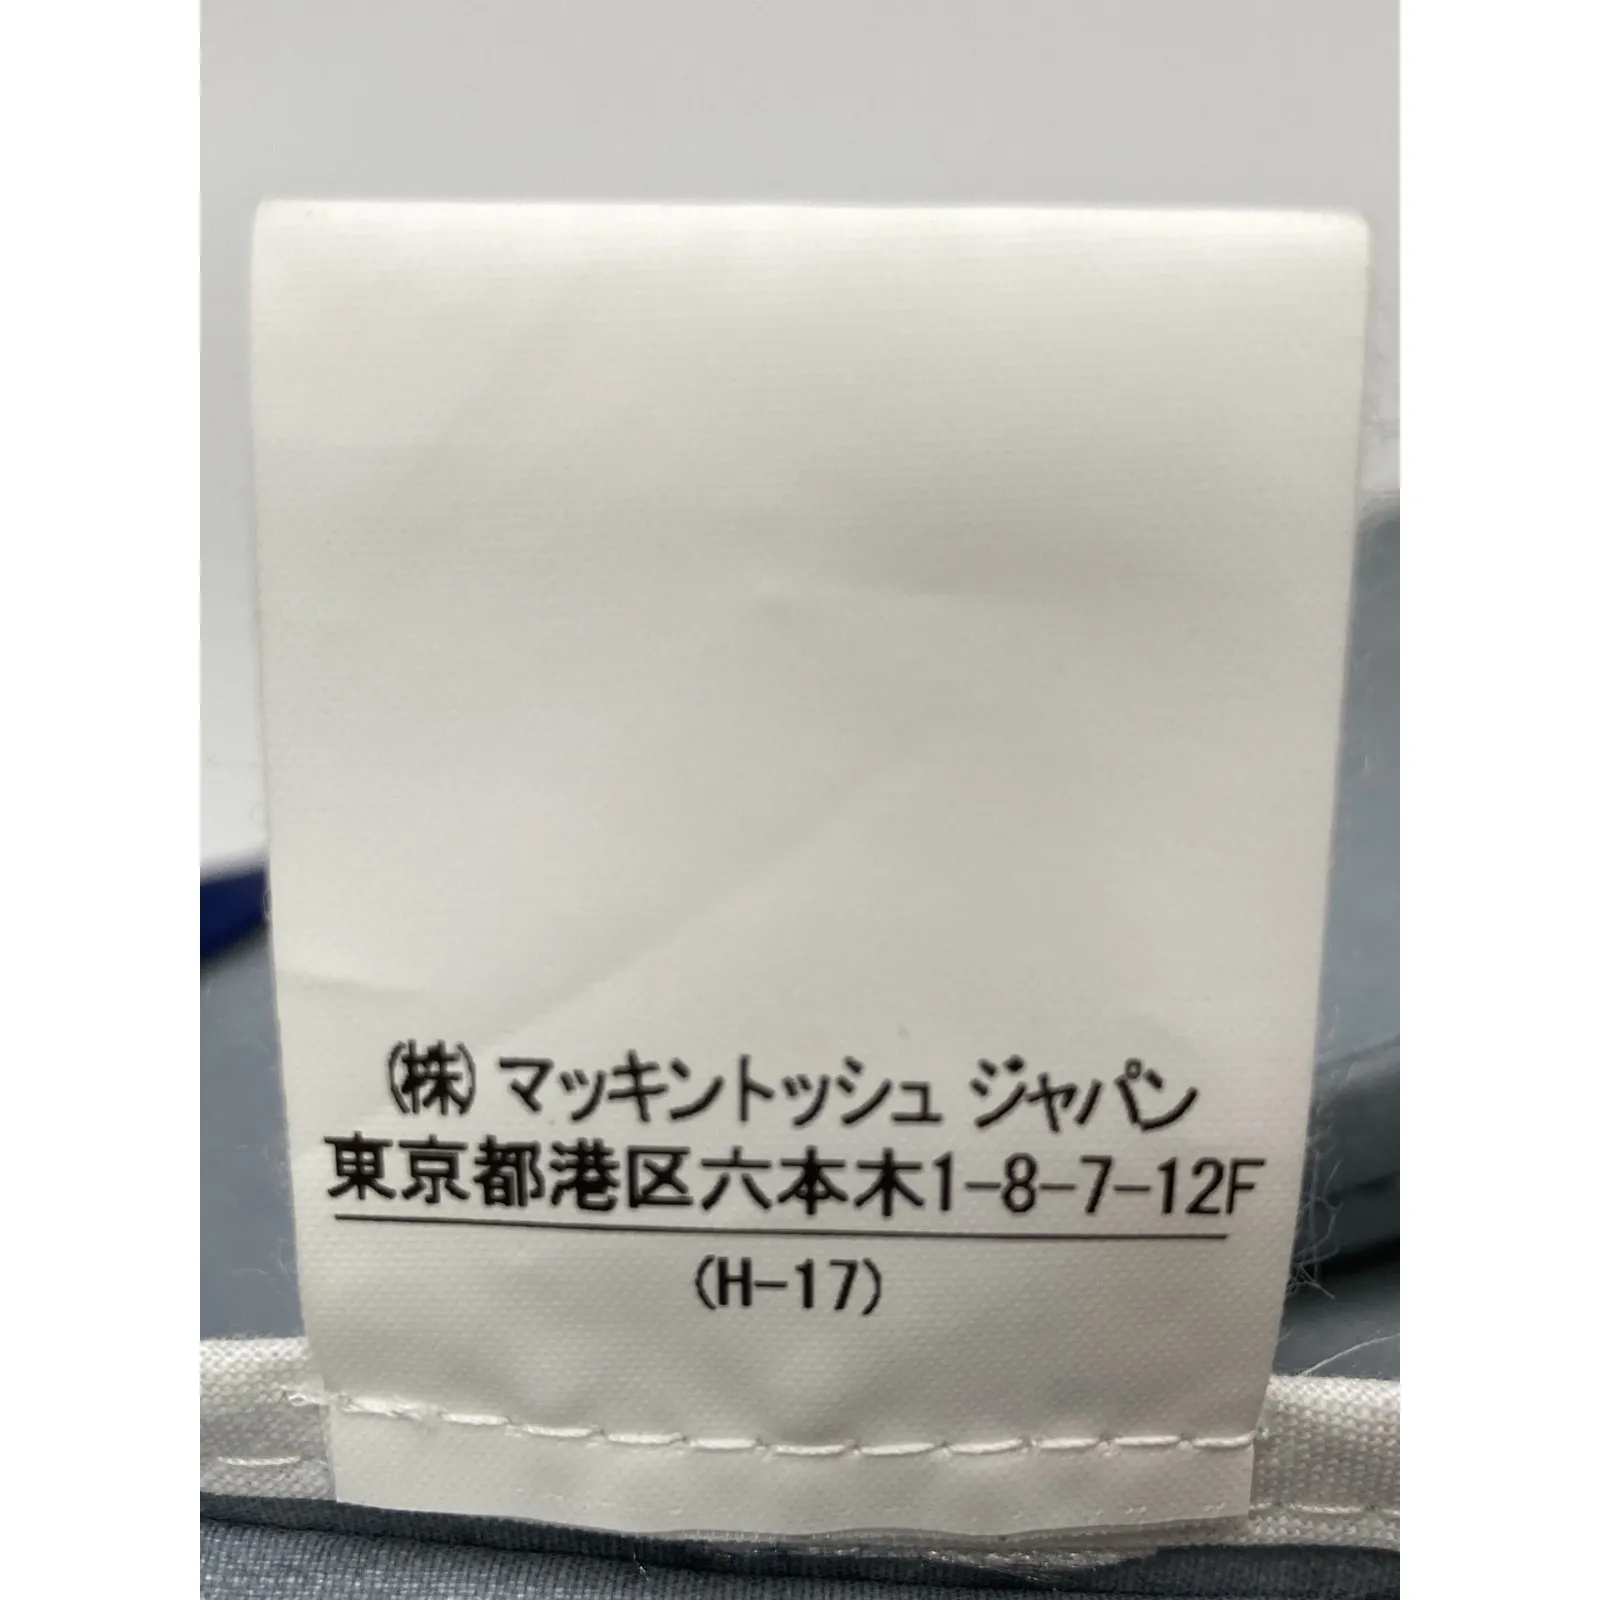 (株) マッキントッシュ ジャパン
東京都港区六本木1-8-7-12F
(H-17)